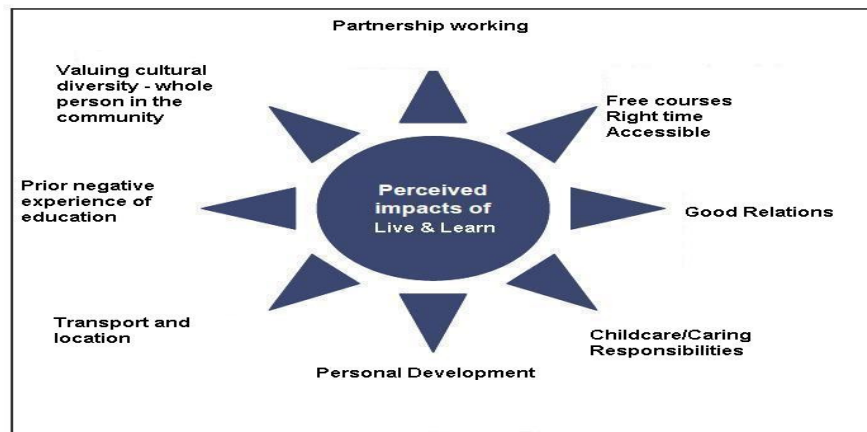 Partnership working
Valuing cultural
diversity - whole
person in the
community
Free courses
Right time
Accessible
Prior negative
experience of
education
Perceived
impacts of
Live & Learn
Good Relations
Transport and
location
Childcare/Caring
Responsibilities
Personal Development